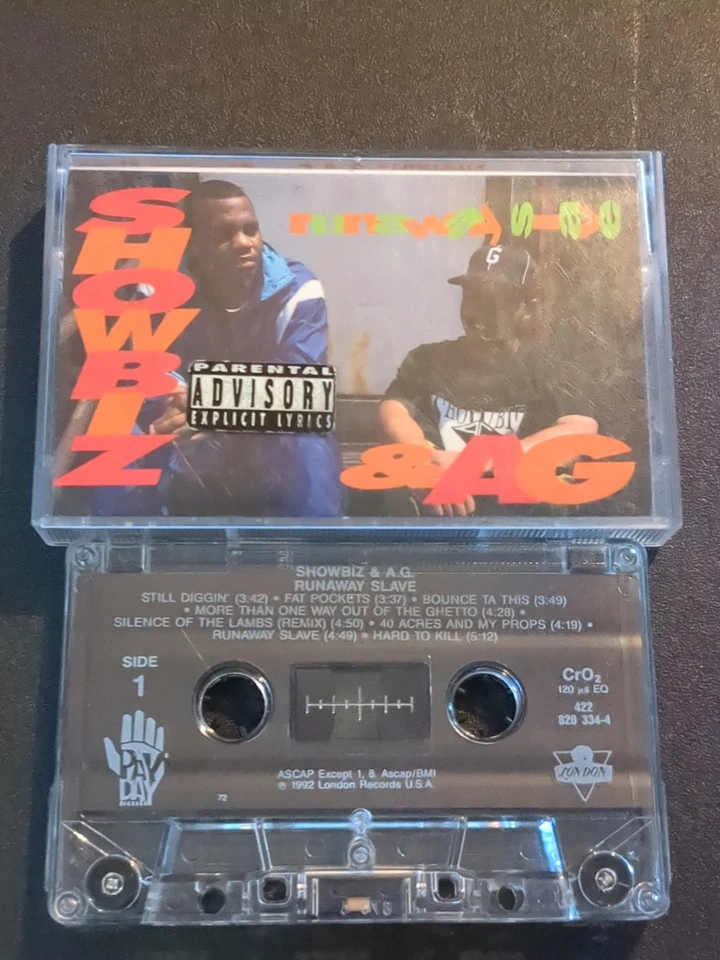 SHOWBIZ
runaway slave
G
PARENTAL
ADVISORY
EXPLICIT LYRICS
& AG
SHOWBIZ & A.G.
RUNAWAY SLAVE
STILL DIGGIN' (3:42) • FAT POCKETS (3:37) • BOUNCE TA THIS (3:49)
• MORE THAN ONE WAY OUT OF THE GHETTO (4:28) •
SILENCE OF THE LAMBS (REMIX) (4:50) • 40 ACRES AND MY PROPS (4:19) •
RUNAWAY SLAVE (4:49) • HARD TO KILL (5:12)
SIDE
1
CrO2
120 µs EQ
422
828 334-4
PAY
DAY
LONDON
ASCAP Except 1, 8. Ascap/BMI
℗ 1992 London Records U.S.A.
72